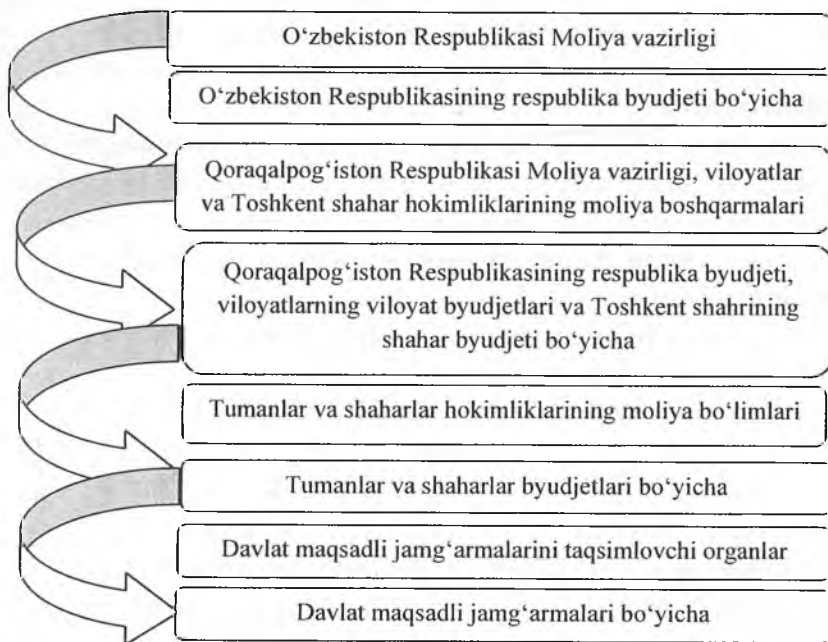 O‘zbekiston Respublikasi Moliya vazirligi
O‘zbekiston Respublikasining respublika byudjeti bo‘yicha
Qoraqalpog‘iston Respublikasi Moliya vazirligi, viloyatlar
va Toshkent shahar hokimliklarining moliya boshqarmalari
Qoraqalpog‘iston Respublikasining respublika byudjeti,
viloyatlarning viloyat byudjetlari va Toshkent shahrining
shahar byudjeti bo‘yicha
Tumanlar va shaharlar hokimliklarining moliya bo‘limlari
Tumanlar va shaharlar byudjetlari bo‘yicha
Davlat maqsadli jamg‘armalarini taqsimlovchi organlar
Davlat maqsadli jamg‘armalari bo‘yicha